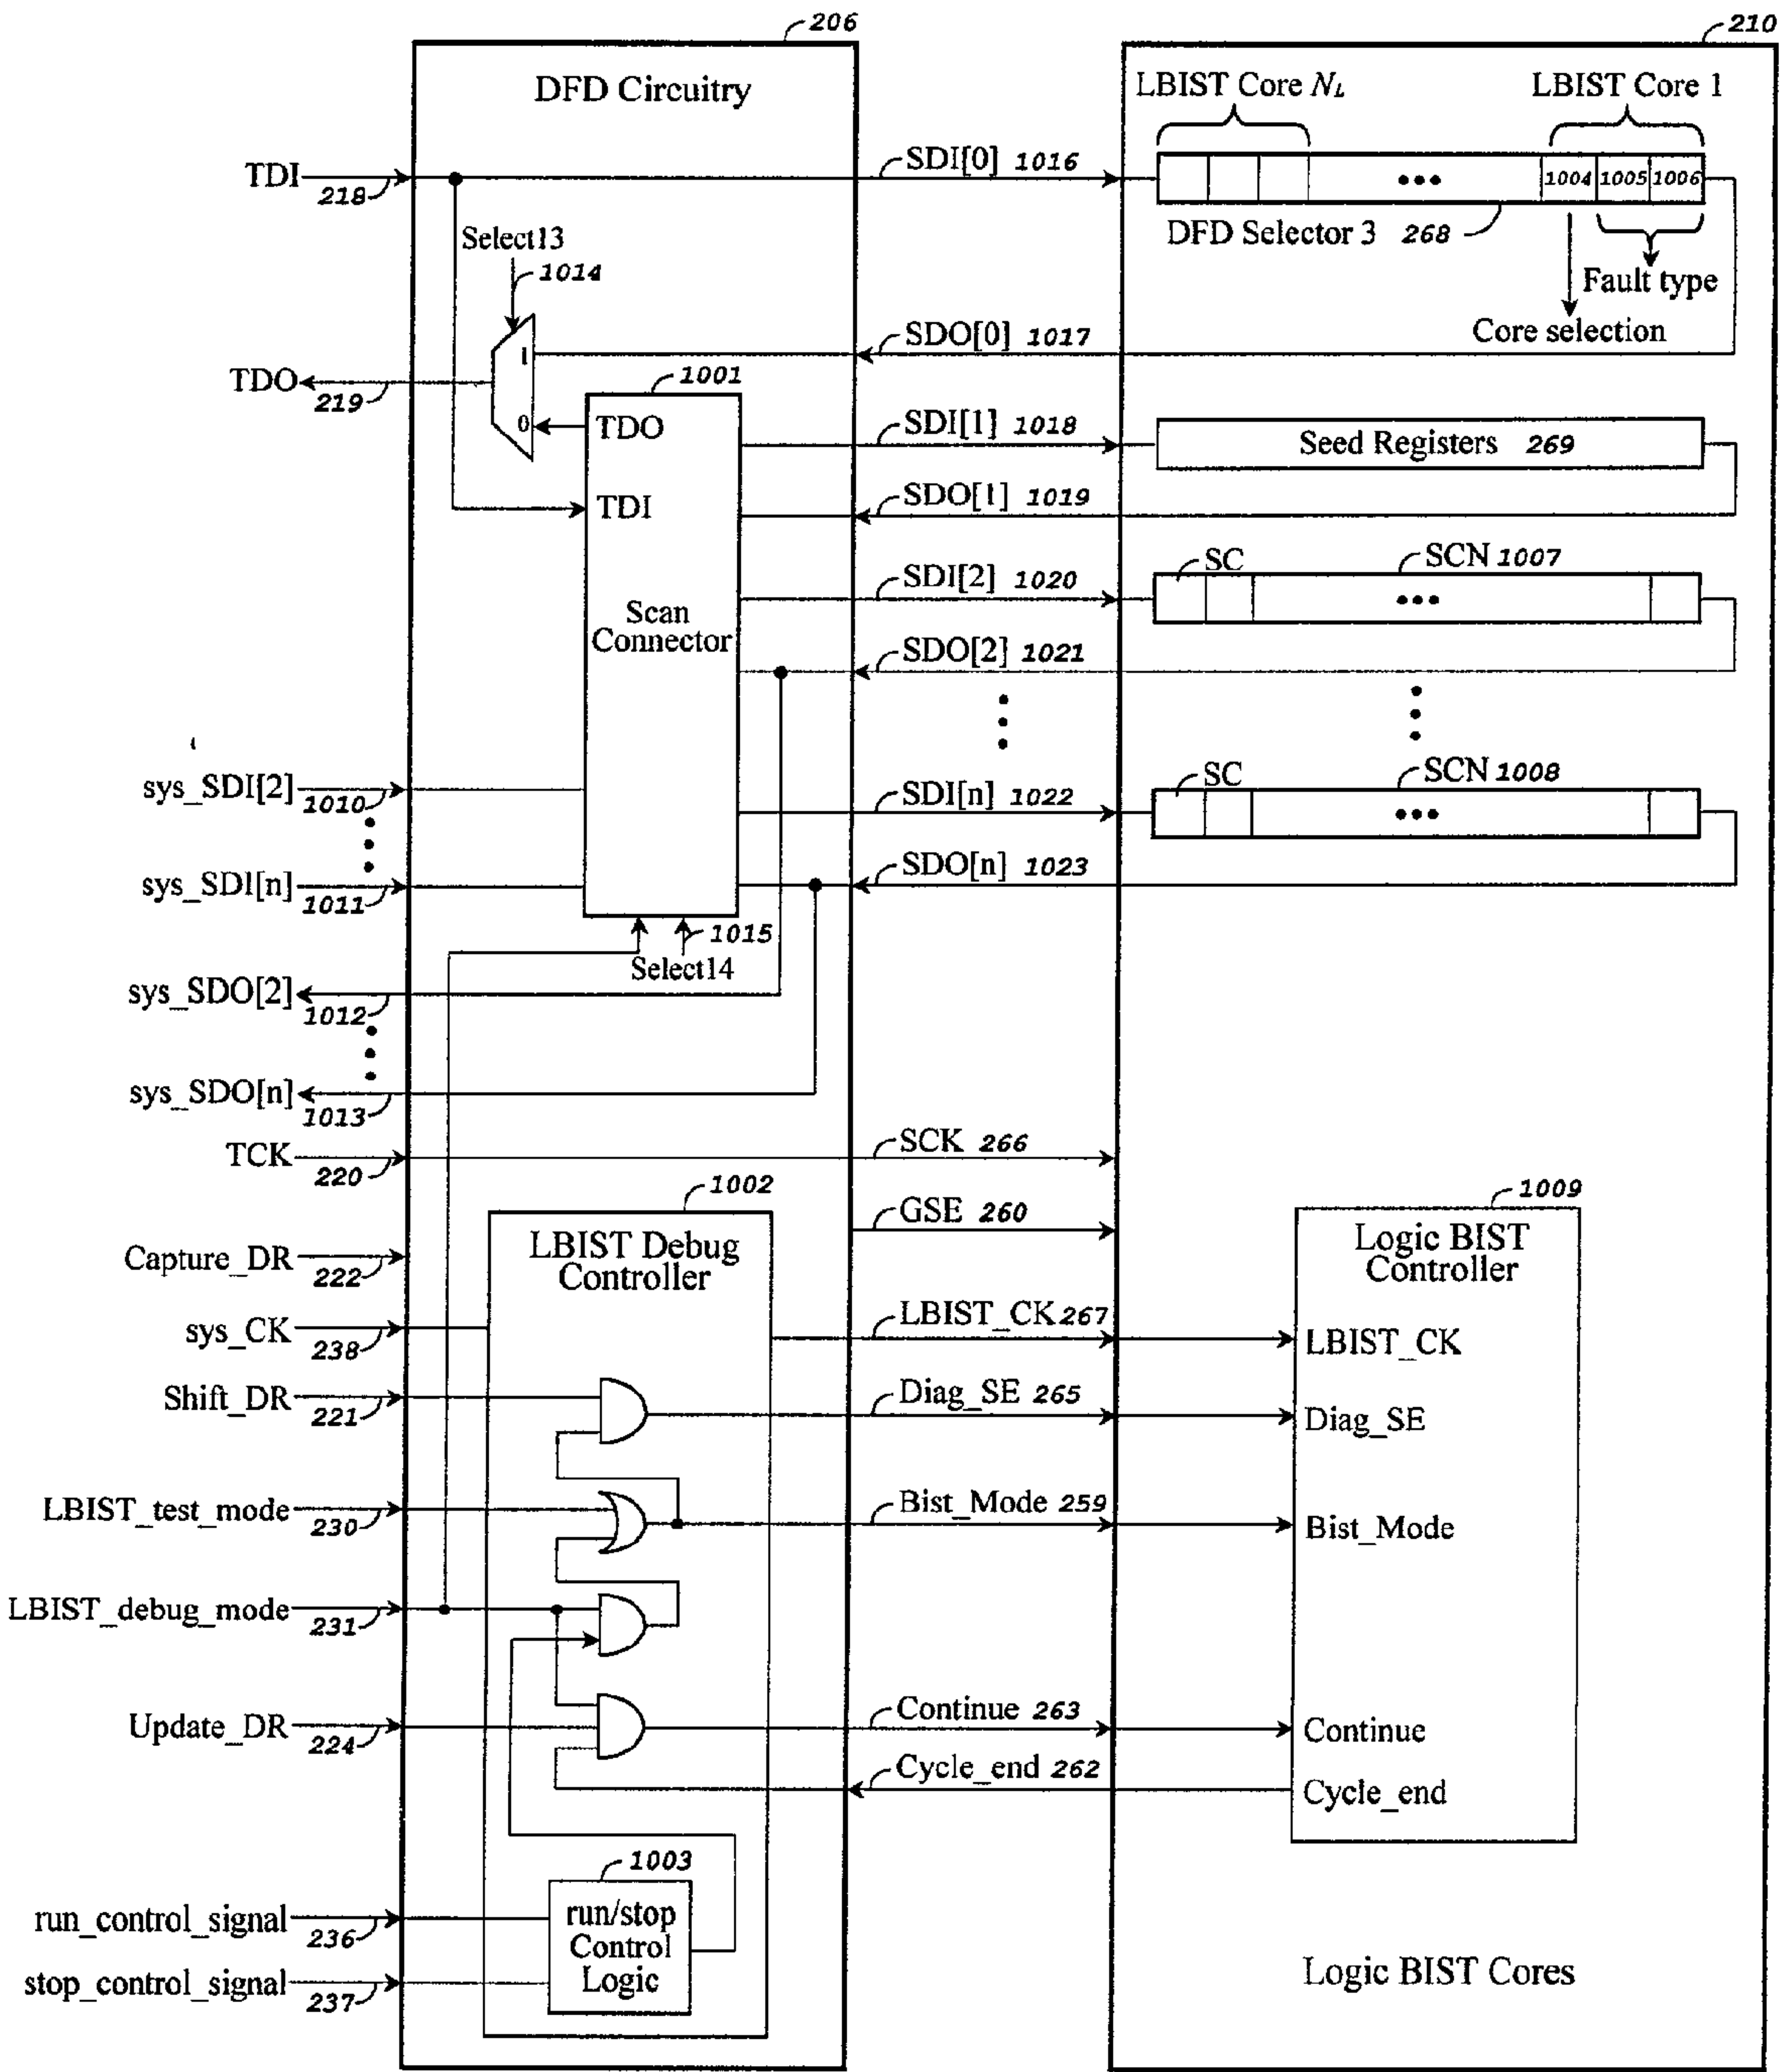 206
210
DFD Circuitry
LBIST Core NL
LBIST Core 1
TDI
218
SDI[0] 1016
1004 1005 1006
DFD Selector 3 268
Fault type
Core selection
Select13
1014
1
0
SDO[0] 1017
TDO
219
1001
TDO
TDI
Scan
Connector
SDI[1] 1018
Seed Registers 269
SDO[1] 1019
SDI[2] 1020
SC
SCN 1007
SDO[2] 1021
sys_SDI[2]
1010
SDI[n] 1022
SC
SCN 1008
sys_SDI[n]
1011
SDO[n] 1023
1015
Select14
sys_SDO[2]
1012
sys_SDO[n]
1013
TCK
220
SCK 266
1002
GSE 260
1009
LBIST Debug
Controller
Logic BIST
Controller
Capture_DR
222
sys_CK
238
LBIST_CK 267
LBIST_CK
Shift_DR
221
Diag_SE 265
Diag_SE
LBIST_test_mode
230
Bist_Mode 259
Bist_Mode
LBIST_debug_mode
231
Update_DR
224
Continue 263
Continue
Cycle_end 262
Cycle_end
1003
run/stop
Control
Logic
run_control_signal
236
stop_control_signal
237
Logic BIST Cores